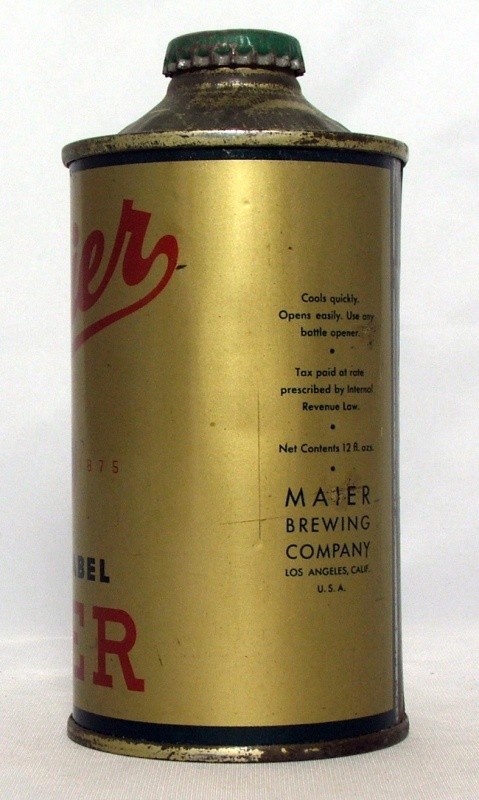 ier
1875
ABEL
ER
Cools quickly.
Opens easily. Use any
bottle opener.
•
Tax paid at rate
prescribed by Internal
Revenue Law.
•
Net Contents 12 fl. ozs.
•
MAIER
BREWING
COMPANY
LOS ANGELES, CALIF.
U. S. A.